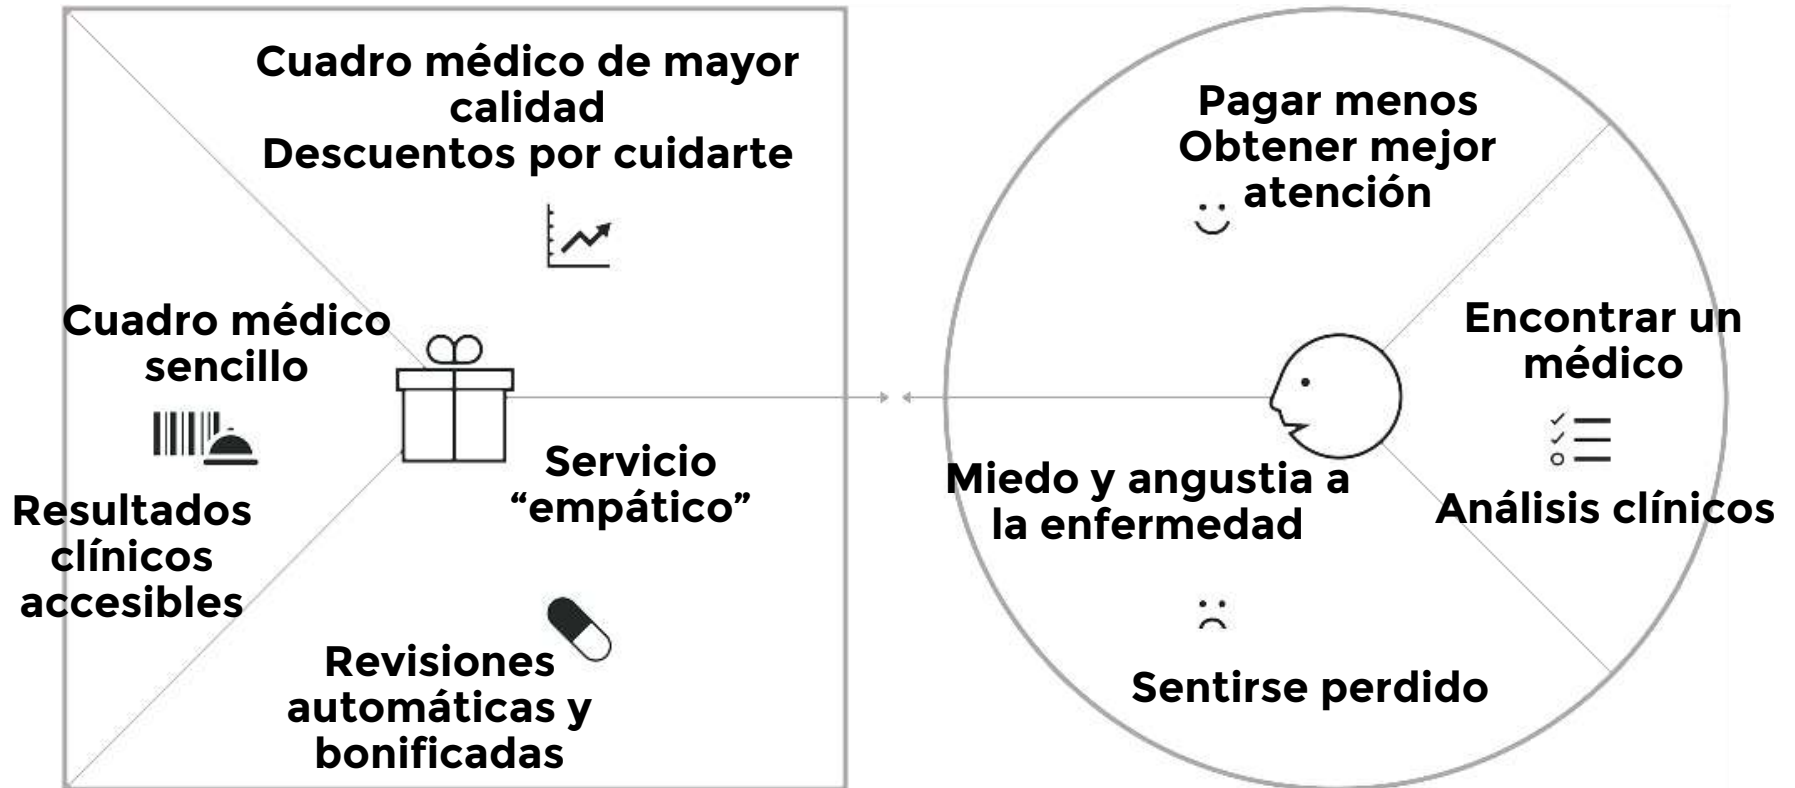 Cuadro médico de mayor
calidad
Descuentos por cuidarte
Cuadro médico
sencillo
Resultados
clínicos
accesibles
Servicio
“empático”
Revisiones
automáticas y
bonificadas
Pagar menos
Obtener mejor
atención
Encontrar un
médico
Análisis clínicos
Miedo y angustia a
la enfermedad
Sentirse perdido